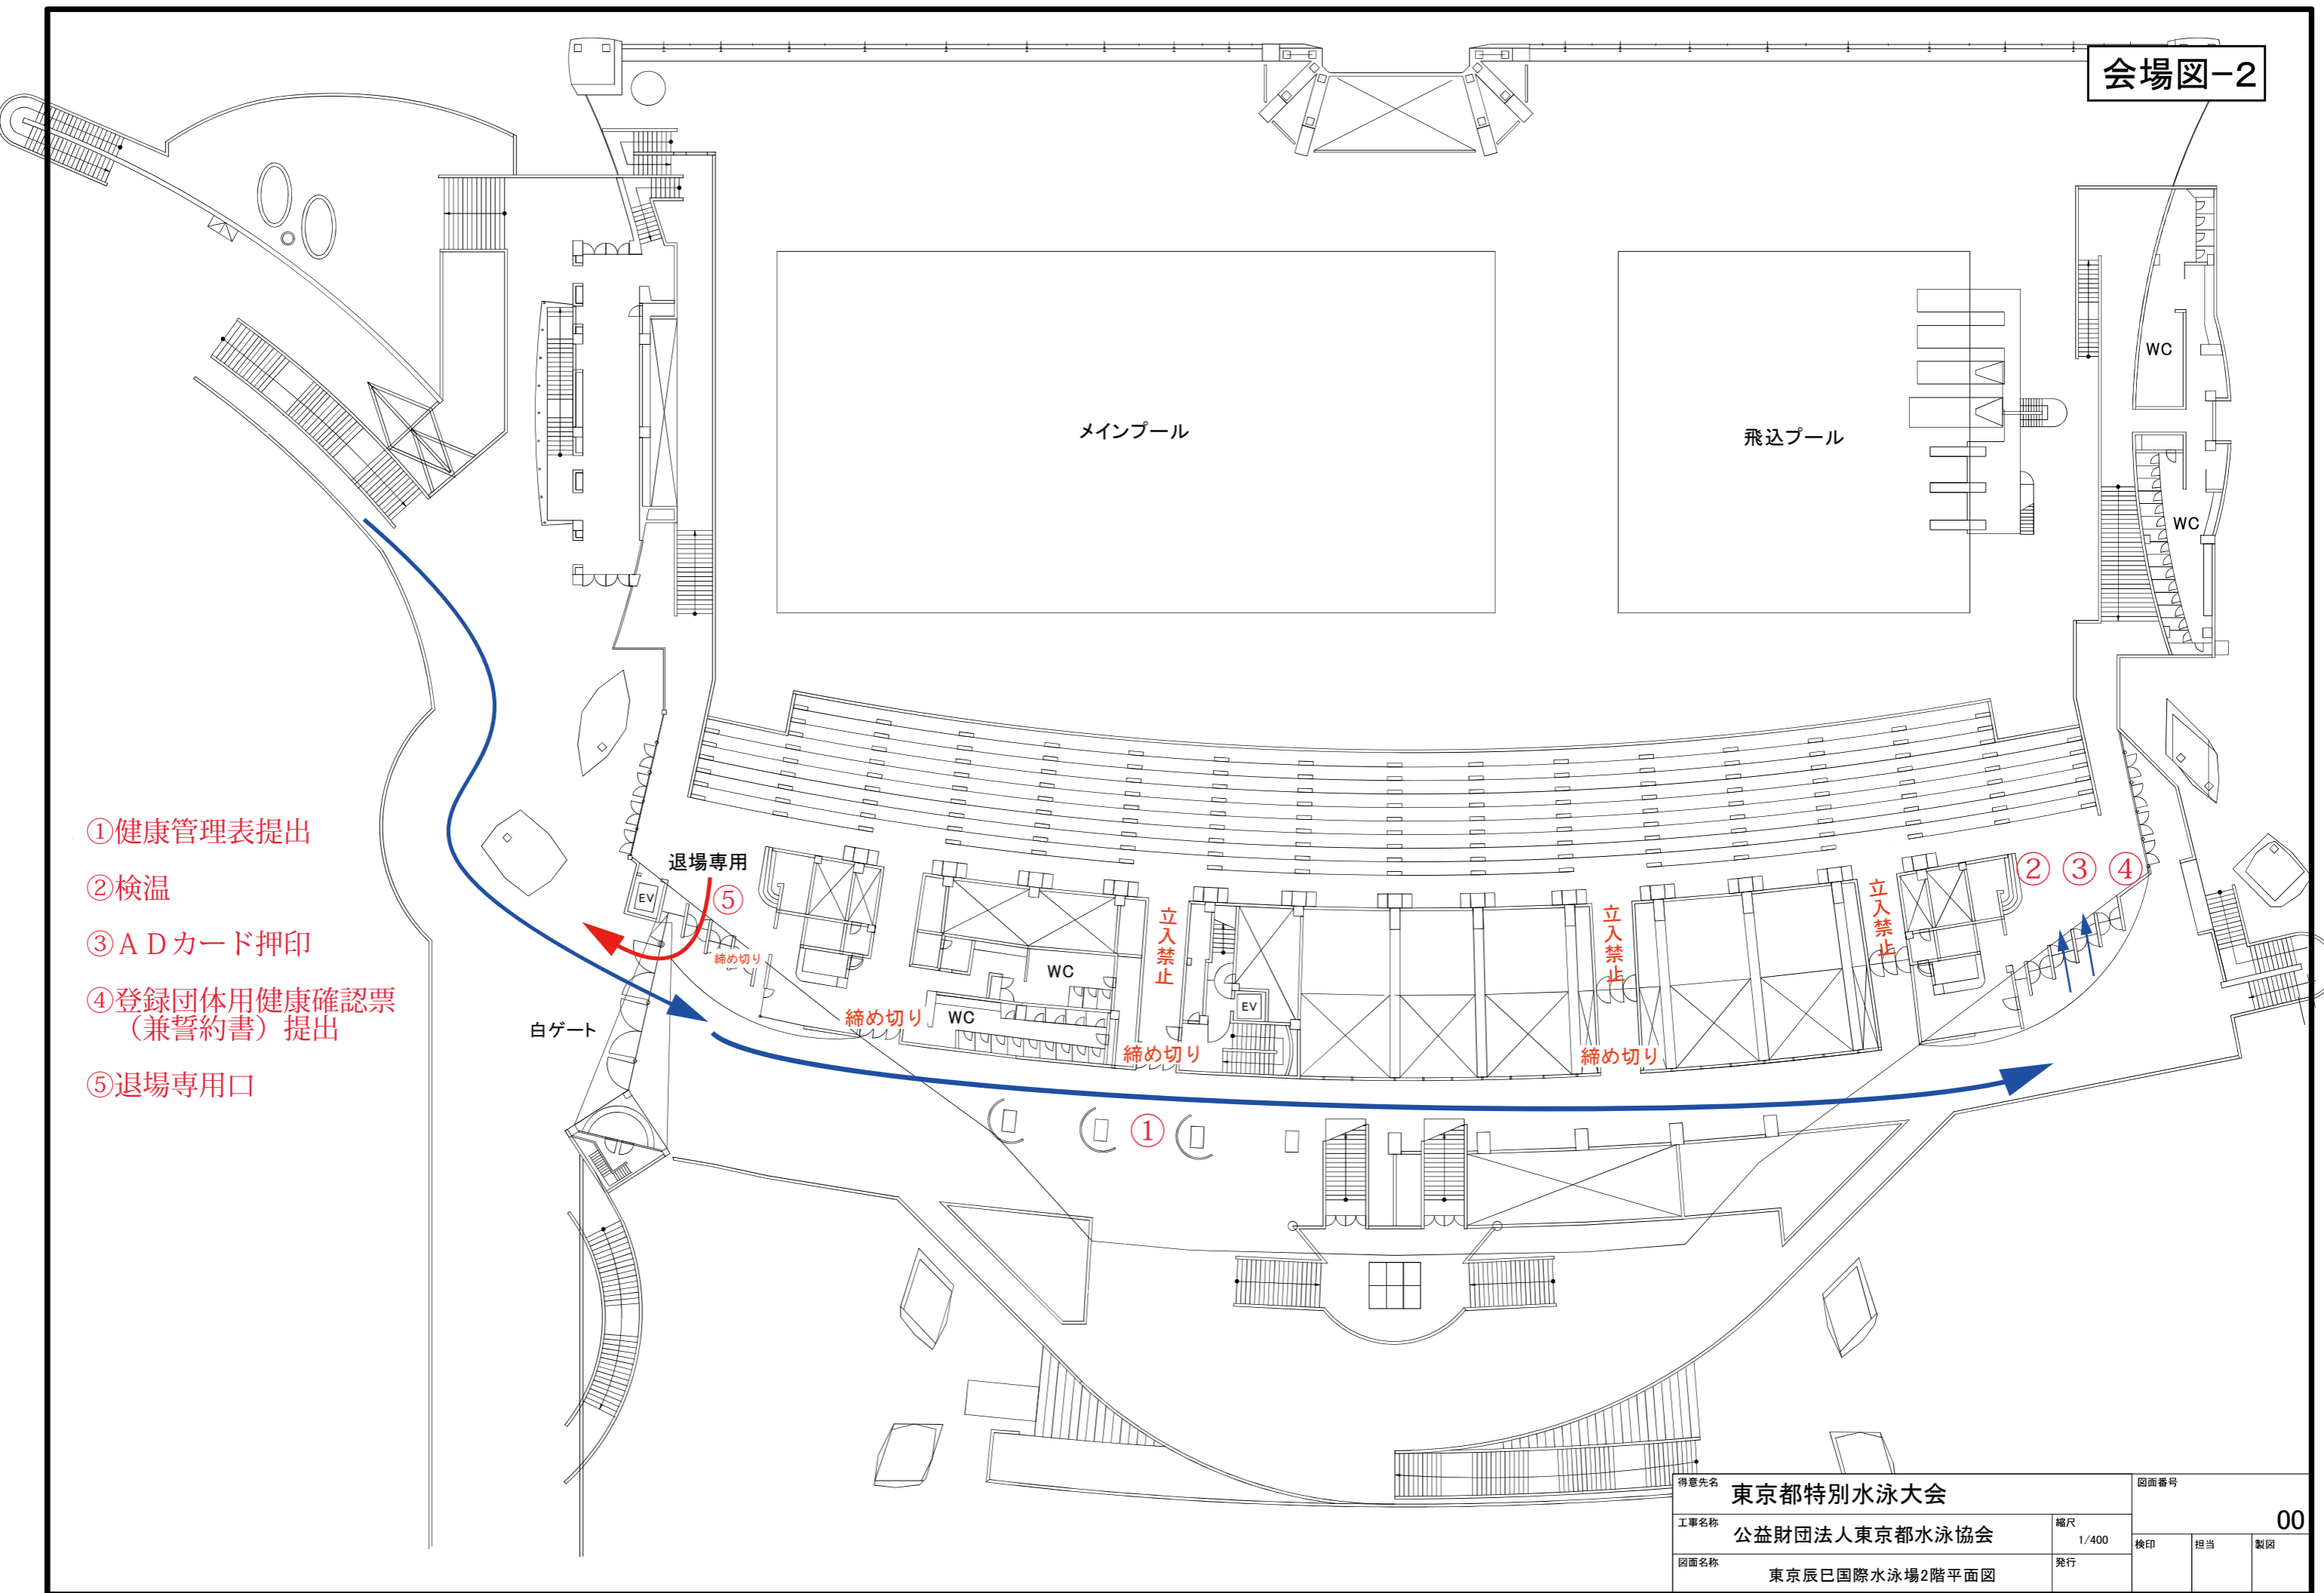 会場図-2
メインプール
飛込プール
WC
WC
①健康管理表提出
②検温
③ADカード押印
④登録団体用健康確認票
（兼誓約書）提出
⑤退場専用口
退場専用
⑤
EV
締め切り
白ゲート
締め切り
WC
WC
立入禁止
締め切り
EV
立入禁止
締め切り
立入禁止
② ③ ④
①
得意先名 東京都特別水泳大会
工事名称 公益財団法人東京都水泳協会
縮尺 1/400
図面名称 東京辰巳国際水泳場2階平面図
発行
図面番号
00
検印 担当 製図